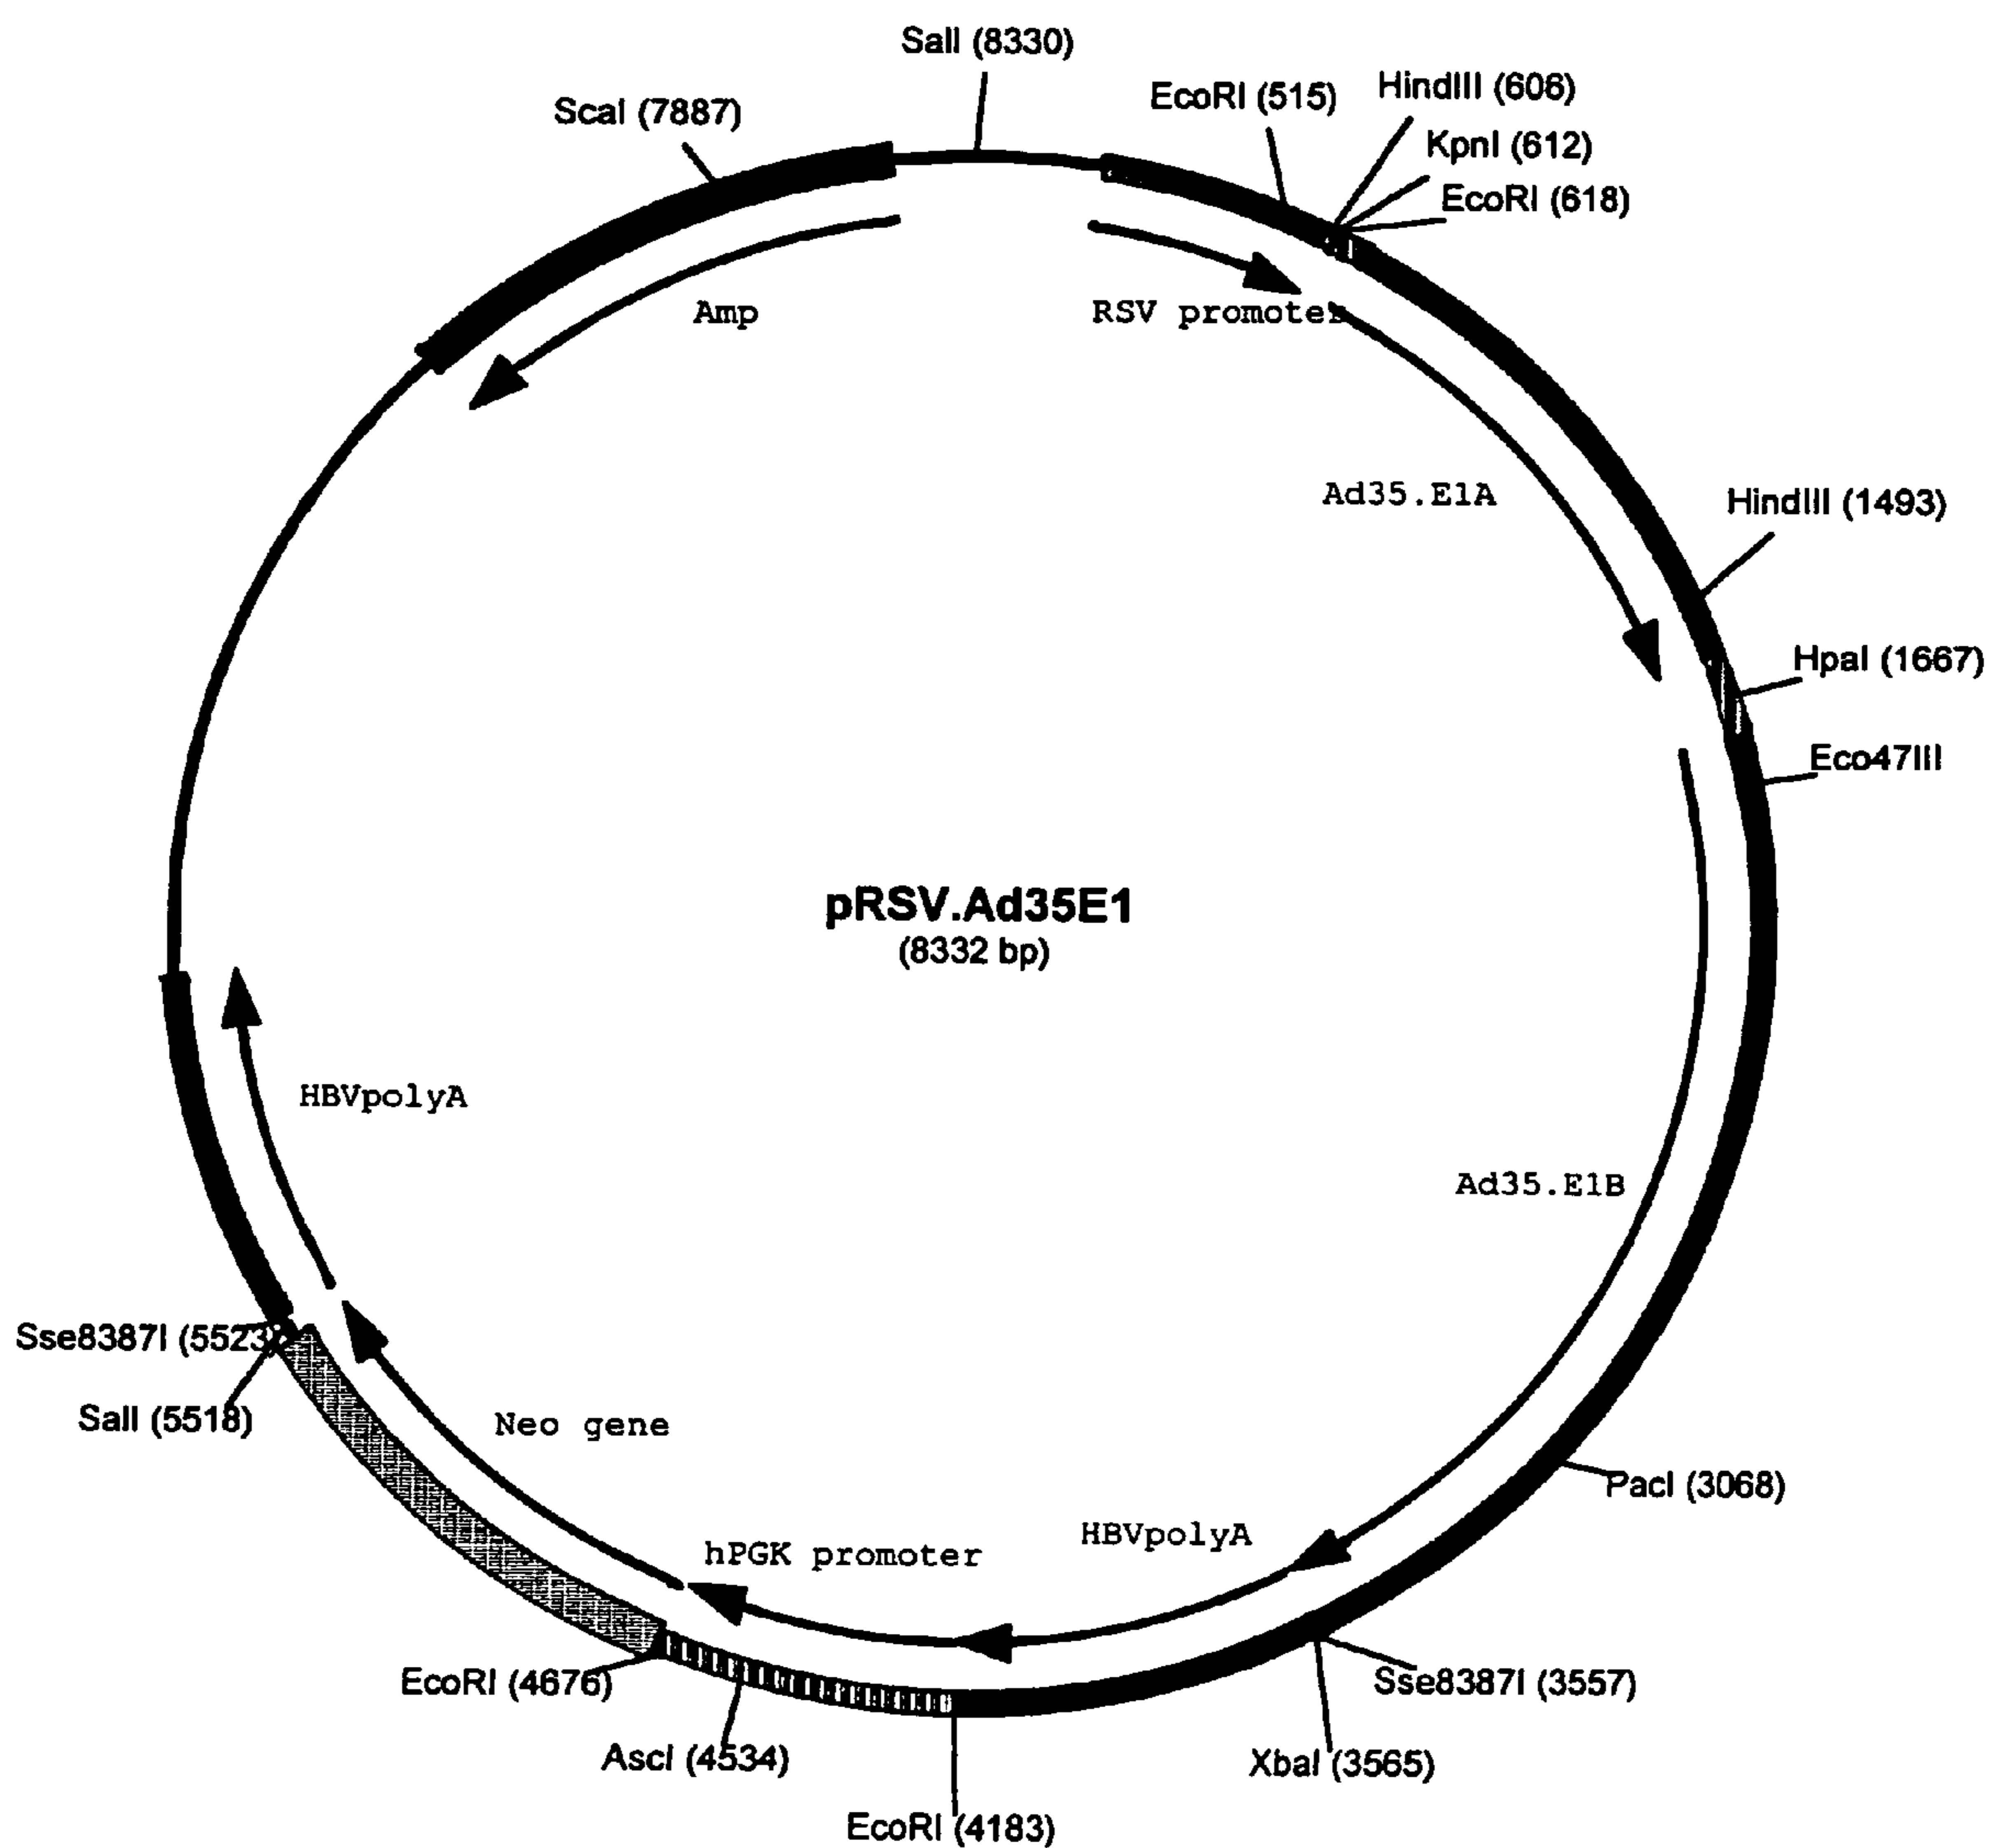 SalI (8330)
ScaI (7887)
EcoRI (515)
HindIII (606)
KpnI (612)
EcoRI (618)
Amp
RSV promoter
Ad35.E1A
HindIII (1493)
HpaI (1667)
Eco47III
pRSV.Ad35E1
(8332 bp)
HBVpolyA
Ad35.E1B
Sse8387I (5523)
SalI (5518)
Neo gene
PacI (3068)
HBVpolyA
hPGK promoter
EcoRI (4676)
Sse8387I (3557)
AscI (4534)
XbaI (3565)
EcoRI (4183)